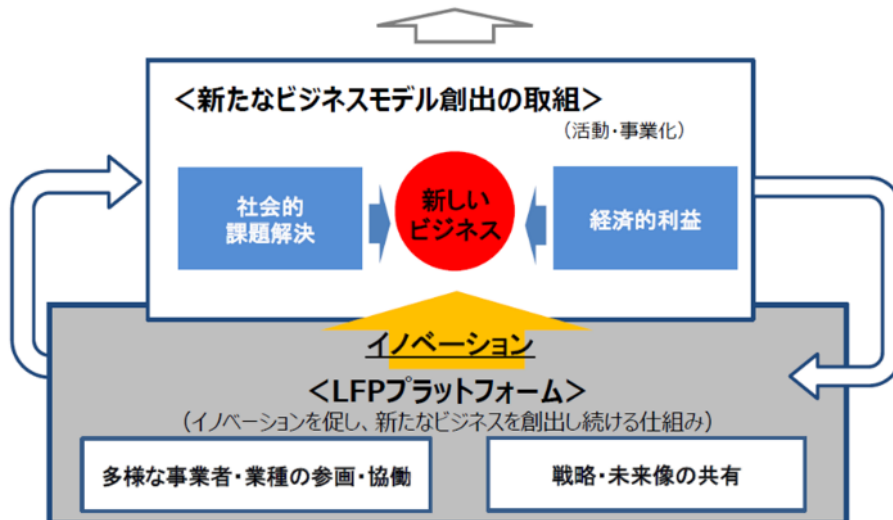 ＜新たなビジネスモデル創出の取組＞
（活動・事業化）
社会的
課題解決
新しい
ビジネス
経済的利益
イノベーション
＜LFPプラットフォーム＞
（イノベーションを促し、新たなビジネスを創出し続ける仕組み）
多様な事業者・業種の参画・協働
戦略・未来像の共有